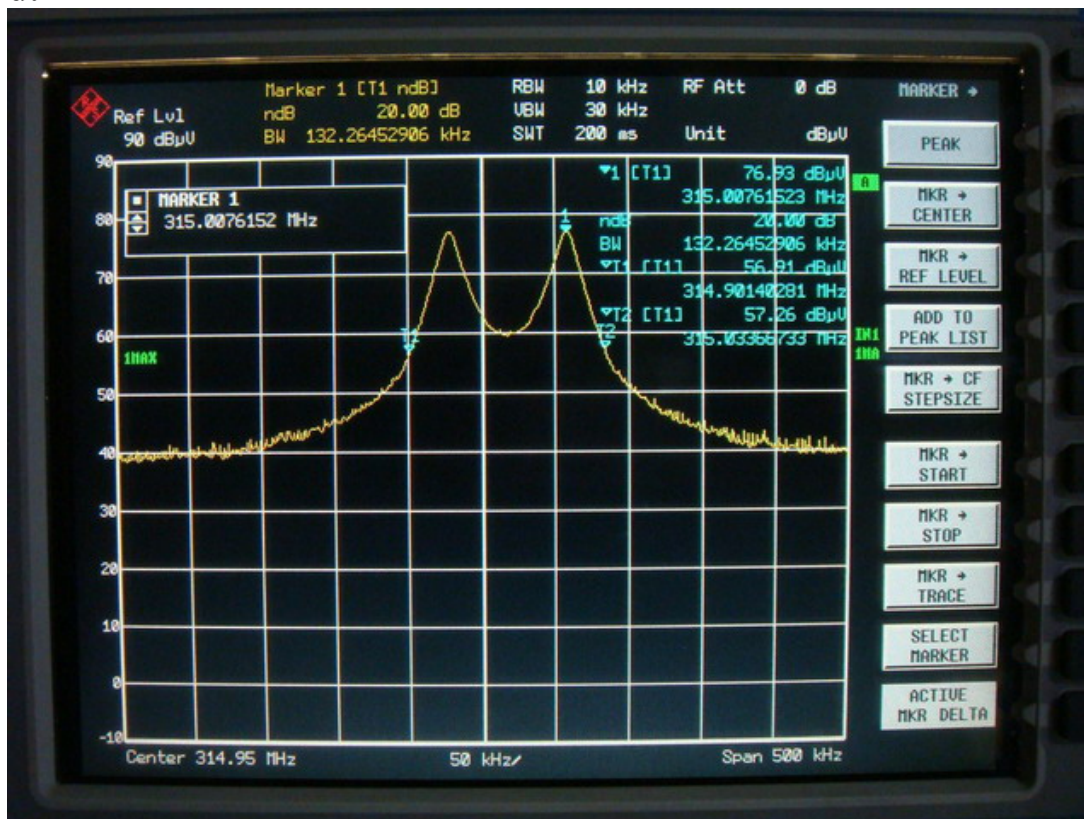 Marker 1 [T1 ndB]
ndB 20.00 dB
BW 132.26452906 kHz
RBW 10 kHz
VBW 30 kHz
SWT 200 ms
RF Att 0 dB
Unit dBµV
Ref Lvl
90 dBµV
MARKER →
PEAK
MKR →
CENTER
MKR →
REF LEVEL
ADD TO
PEAK LIST
MKR → CF
STEPSIZE
MKR →
START
MKR →
STOP
MKR →
TRACE
SELECT
MARKER
ACTIVE
MKR DELTA
MARKER 1
315.0076152 MHz
▼1 [T1] 76.93 dBµV
315.00761523 MHz
ndB 20.00 dB
BW 132.26452906 kHz
▽T1 [T1] 56.91 dBµV
314.90140281 MHz
▽T2 [T1] 57.26 dBµV
315.03366733 MHz
A
1
T1
T2
1MAX
IN1
1MA
90
80
70
60
50
40
30
20
10
0
-10
Center 314.95 MHz
50 kHz/
Span 500 kHz